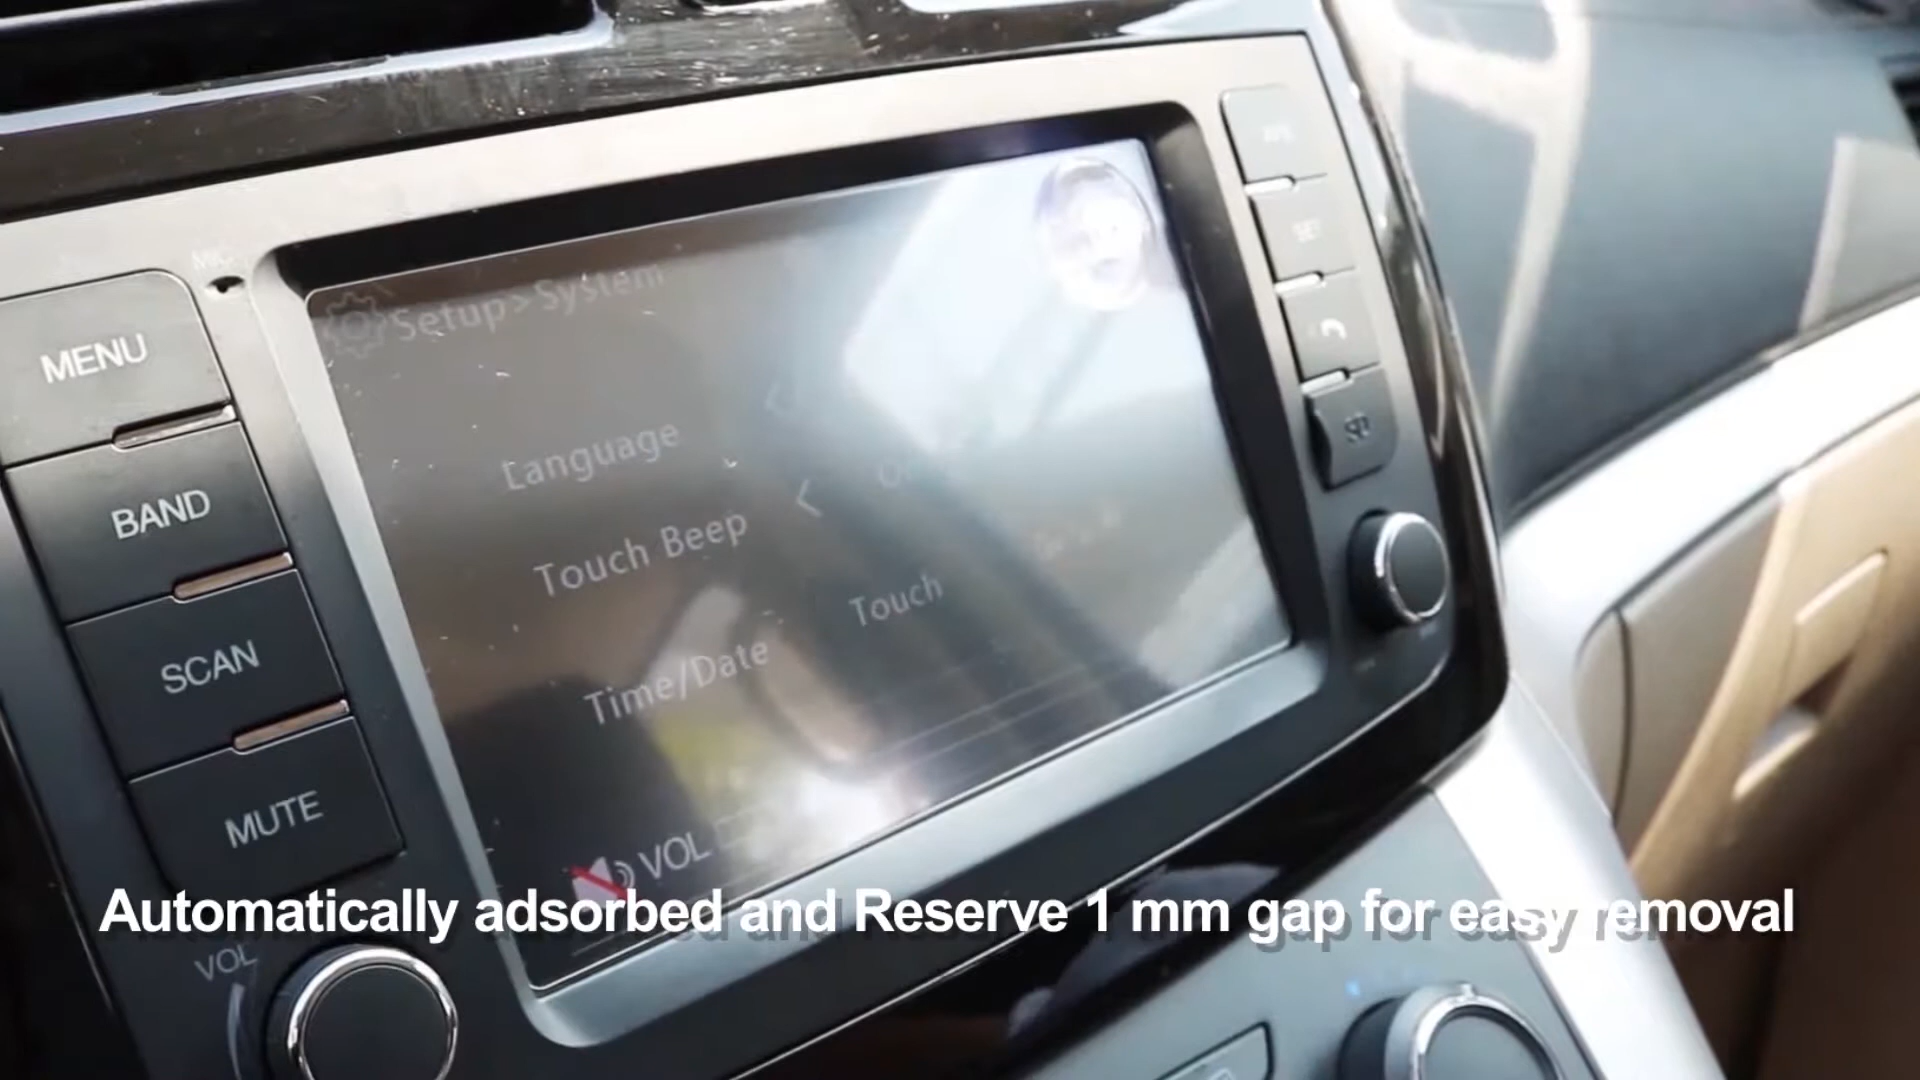 MIC
MENU
BAND
SCAN
MUTE
VOL
Setup>System
Language
Touch Beep
Time/Date
Touch
VOL
Automatically adsorbed and Reserve 1 mm gap for easy removal